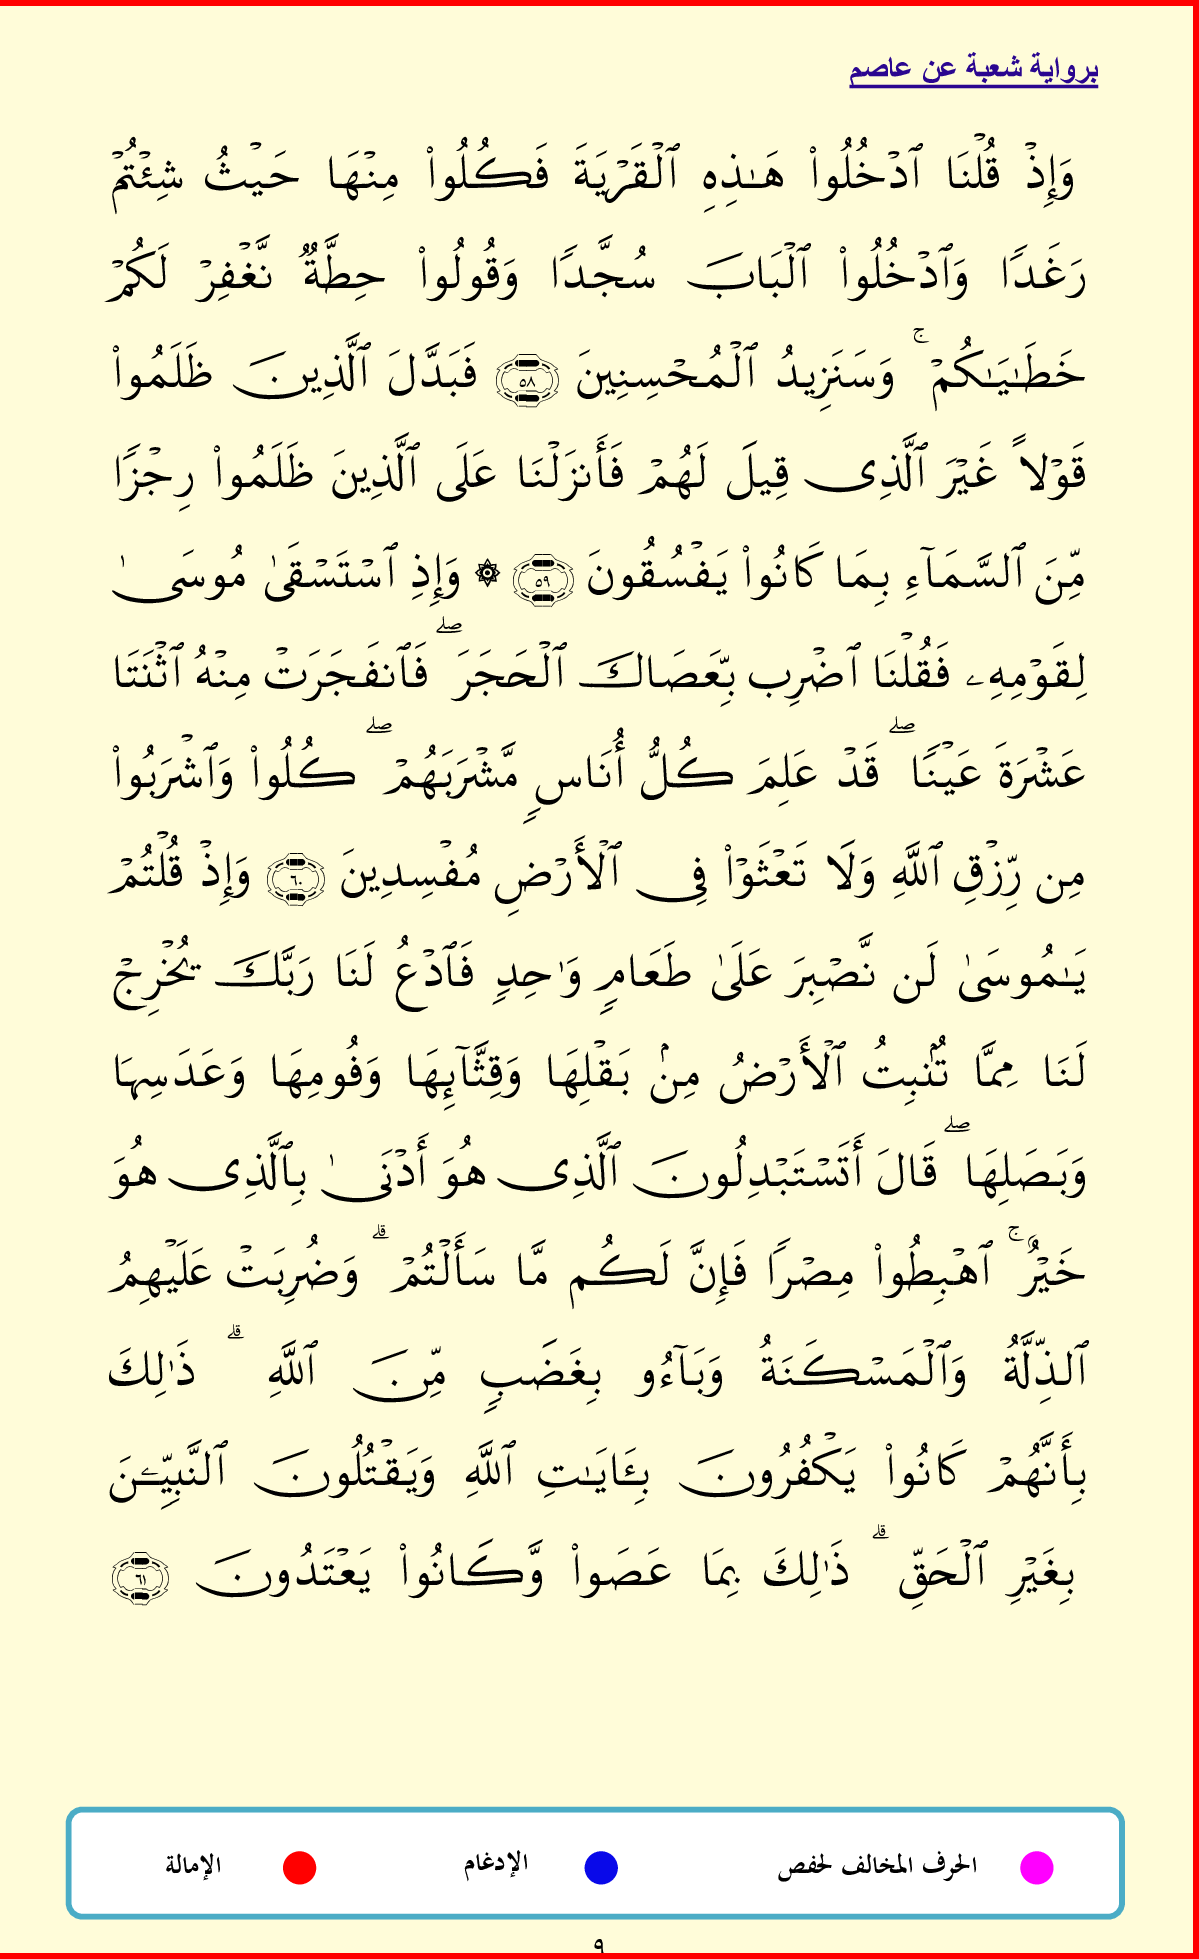 برواية شعبة عن عاصم
وَإِذْ قُلْنَا ٱدْخُلُوا۟ هَـٰذِهِ ٱلْقَرْيَةَ فَكُلُوا۟ مِنْهَا حَيْثُ شِئْتُمْ
رَغَدًا وَٱدْخُلُوا۟ ٱلْبَابَ سُجَّدًا وَقُولُوا۟ حِطَّةٌ نَّغْفِرْ لَكُمْ
خَطَـٰيَـٰكُمْ ۚ وَسَنَزِيدُ ٱلْمُحْسِنِينَ ٥٨ فَبَدَّلَ ٱلَّذِينَ ظَلَمُوا۟
قَوْلاً غَيْرَ ٱلَّذِى قِيلَ لَهُمْ فَأَنزَلْنَا عَلَى ٱلَّذِينَ ظَلَمُوا۟ رِجْزًا
مِّنَ ٱلسَّمَآءِ بِمَا كَانُوا۟ يَفْسُقُونَ ٥٩ ۞ وَإِذِ ٱسْتَسْقَىٰ مُوسَىٰ
لِقَوْمِهِۦ فَقُلْنَا ٱضْرِب بِّعَصَاكَ ٱلْحَجَرَ ۖ فَٱنفَجَرَتْ مِنْهُ ٱثْنَتَا
عَشْرَةَ عَيْنًا ۖ قَدْ عَلِمَ كُلُّ أُنَاسٍ مَّشْرَبَهُمْ ۖ كُلُوا۟ وَٱشْرَبُوا۟
مِن رِّزْقِ ٱللَّهِ وَلَا تَعْثَوْا۟ فِى ٱلْأَرْضِ مُفْسِدِينَ ٦٠ وَإِذْ قُلْتُمْ
يَـٰمُوسَىٰ لَن نَّصْبِرَ عَلَىٰ طَعَامٍ وَٰحِدٍ فَٱدْعُ لَنَا رَبَّكَ يُخْرِجْ
لَنَا مِمَّا تُنۢبِتُ ٱلْأَرْضُ مِنۢ بَقْلِهَا وَقِثَّآئِهَا وَفُومِهَا وَعَدَسِهَا
وَبَصَلِهَا ۖ قَالَ أَتَسْتَبْدِلُونَ ٱلَّذِى هُوَ أَدْنَىٰ بِٱلَّذِى هُوَ
خَيْرٌ ۚ ٱهْبِطُوا۟ مِصْرًا فَإِنَّ لَكُم مَّا سَأَلْتُمْ ۗ وَضُرِبَتْ عَلَيْهِمُ
ٱلذِّلَّةُ وَٱلْمَسْكَنَةُ وَبَآءُو بِغَضَبٍ مِّنَ ٱللَّهِ ۗ ذَٰلِكَ
بِأَنَّهُمْ كَانُوا۟ يَكْفُرُونَ بِـَٔايَـٰتِ ٱللَّهِ وَيَقْتُلُونَ ٱلنَّبِيِّـۧنَ
بِغَيْرِ ٱلْحَقِّ ۗ ذَٰلِكَ بِمَا عَصَوا۟ وَّكَانُوا۟ يَعْتَدُونَ ٦١
الحرف المخالف لحفص الإدغام الإمالة
٩